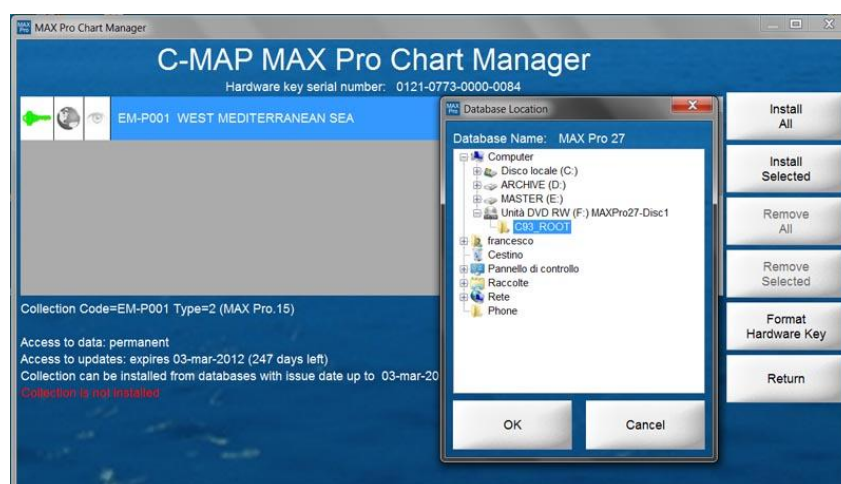 MAX Pro Chart Manager
C-MAP MAX Pro Chart Manager
Hardware key serial number: 0121-0773-0000-0084
EM-P001 WEST MEDITERRANEAN SEA
Collection Code=EM-P001 Type=2 (MAX Pro.15)
Access to data: permanent
Access to updates: expires 03-mar-2012 (247 days left)
Collection can be installed from databases with issue date up to 03-mar-20
Collection is not installed
Database Location
Database Name: MAX Pro 27
Computer
Disco locale (C:)
ARCHIVE (D:)
MASTER (E:)
Unità DVD RW (F:) MAXPro27-Disc1
C93_ROOT
francesco
Cestino
Pannello di controllo
Raccolte
Rete
Phone
OK
Cancel
Install
All
Install
Selected
Remove
All
Remove
Selected
Format
Hardware Key
Return